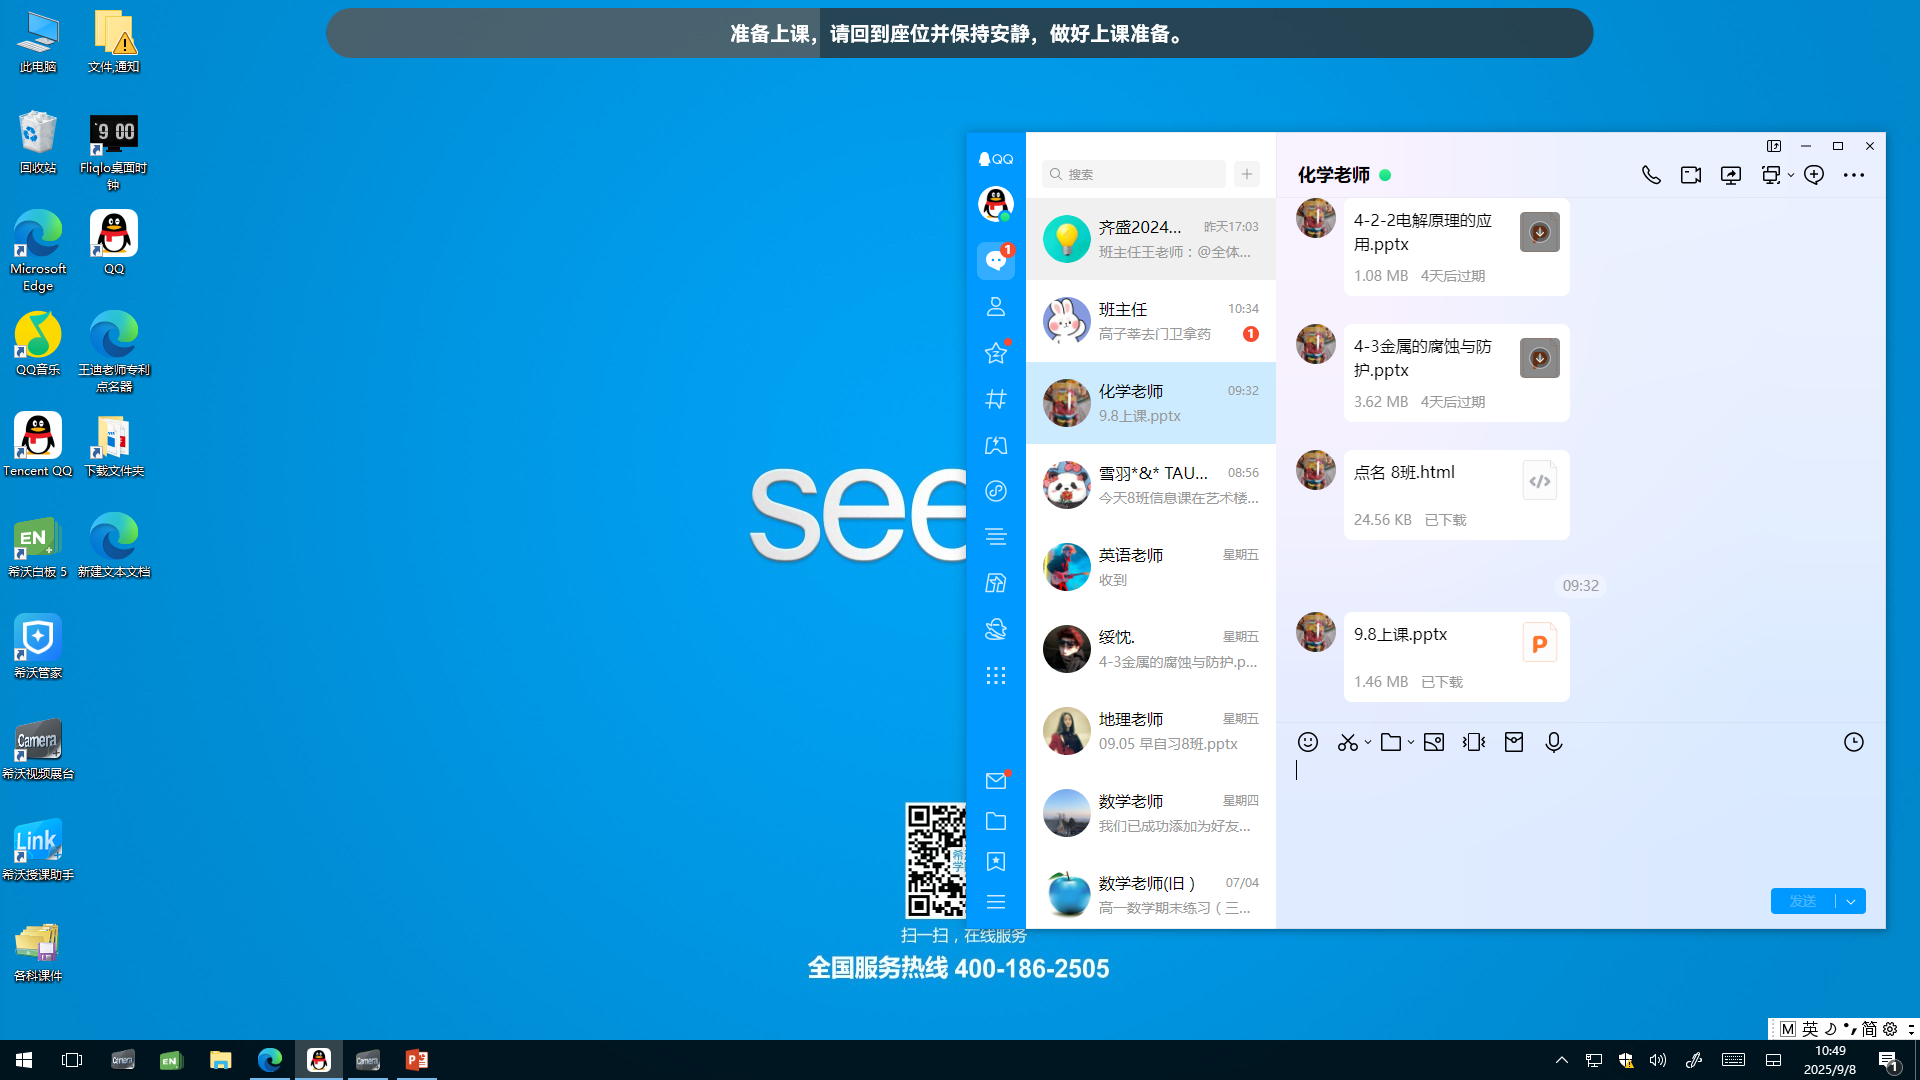 准备上课，请回到座位并保持安静，做好上课准备。
此电脑
文件,通知
回收站
9 00
Fliqlo桌面时钟
Microsoft Edge
QQ
QQ音乐
王迪老师专利点名器
Tencent QQ
下载文件夹
EN
希沃白板 5
新建文本文档
希沃管家
Camera
希沃视频展台
Link
希沃授课助手
各科课件
see
扫一扫，在线服务
全国服务热线 400-186-2505
QQ
1
搜索
齐盛2024...
昨天17:03
班主任王老师：@全体...
班主任
10:34
高子莘去门卫拿药
1
化学老师
09:32
9.8上课.pptx
雪羽*&* TAU...
08:56
今天8班信息课在艺术楼...
英语老师
星期五
收到
绥忱.
星期五
4-3金属的腐蚀与防护.p...
地理老师
星期五
09.05 早自习8班.pptx
数学老师
星期四
我们已成功添加为好友...
数学老师(旧 )
07/04
高一数学期末练习（三...
化学老师
4-2-2电解原理的应
用.pptx
1.08 MB 4天后过期
4-3金属的腐蚀与防
护.pptx
3.62 MB 4天后过期
点名 8班.html
24.56 KB 已下载
09:32
9.8上课.pptx
P
1.46 MB 已下载
发送
M 英 简
Camera
EN
Camera
P
10:49
2025/9/8
1